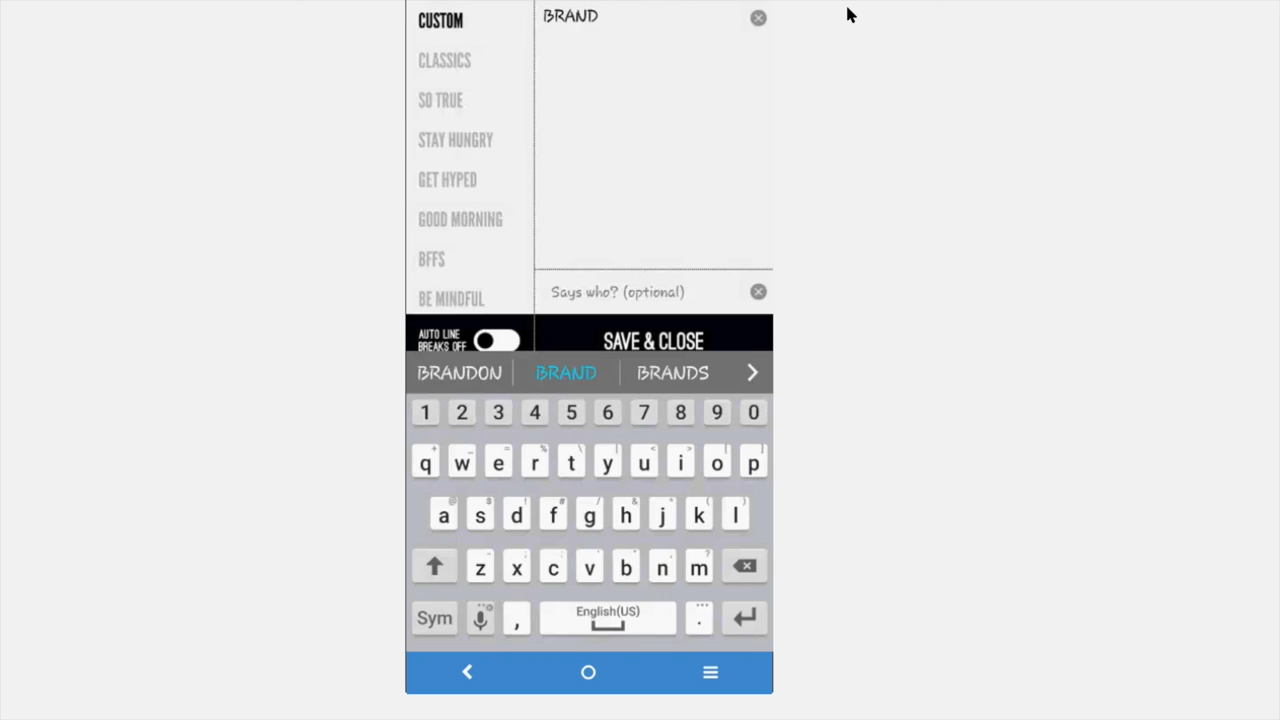 CUSTOM
BRAND
CLASSICS
SO TRUE
STAY HUNGRY
GET HYPED
GOOD MORNING
BFFS
BE MINDFUL
Says who? (optional)
AUTO LINE
BREAKS OFF
SAVE & CLOSE
BRANDON BRAND BRANDS
1 2 3 4 5 6 7 8 9 0
q w e r t y u i o p
a s d f g h j k l
z x c v b n m
Sym , English(US) .